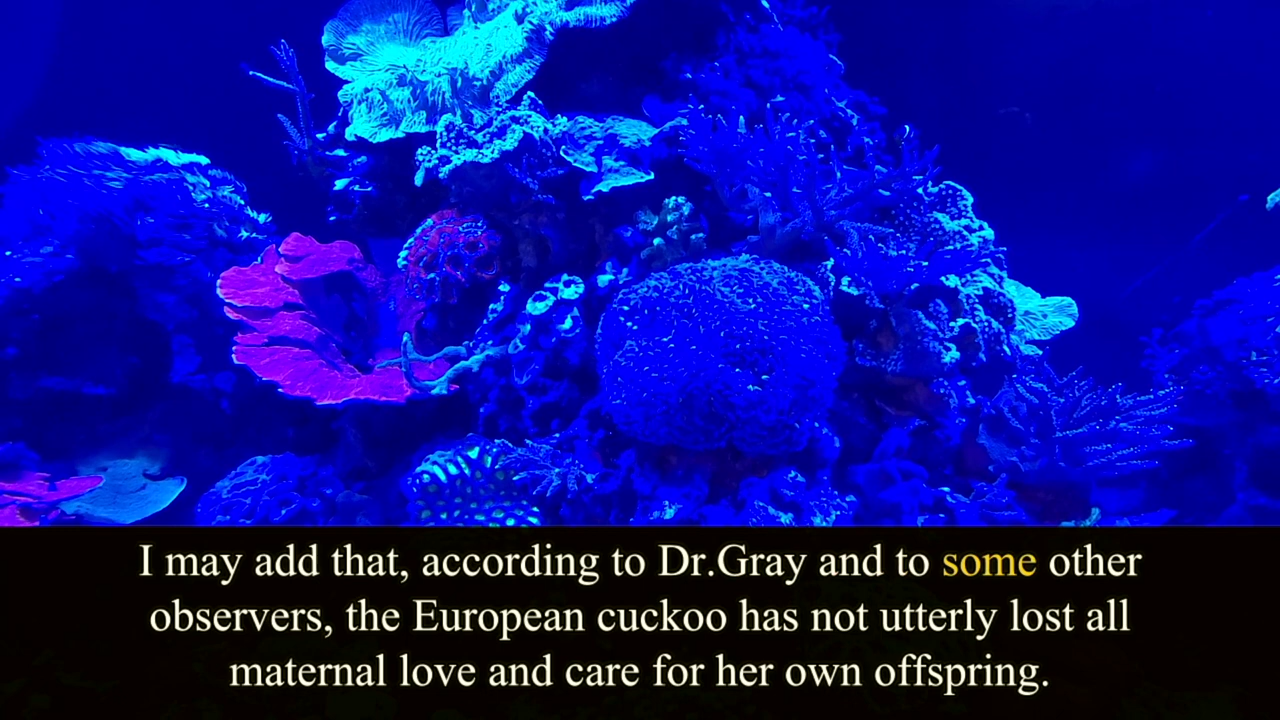 I may add that, according to Dr.Gray and to some other
observers, the European cuckoo has not utterly lost all
maternal love and care for her own offspring.